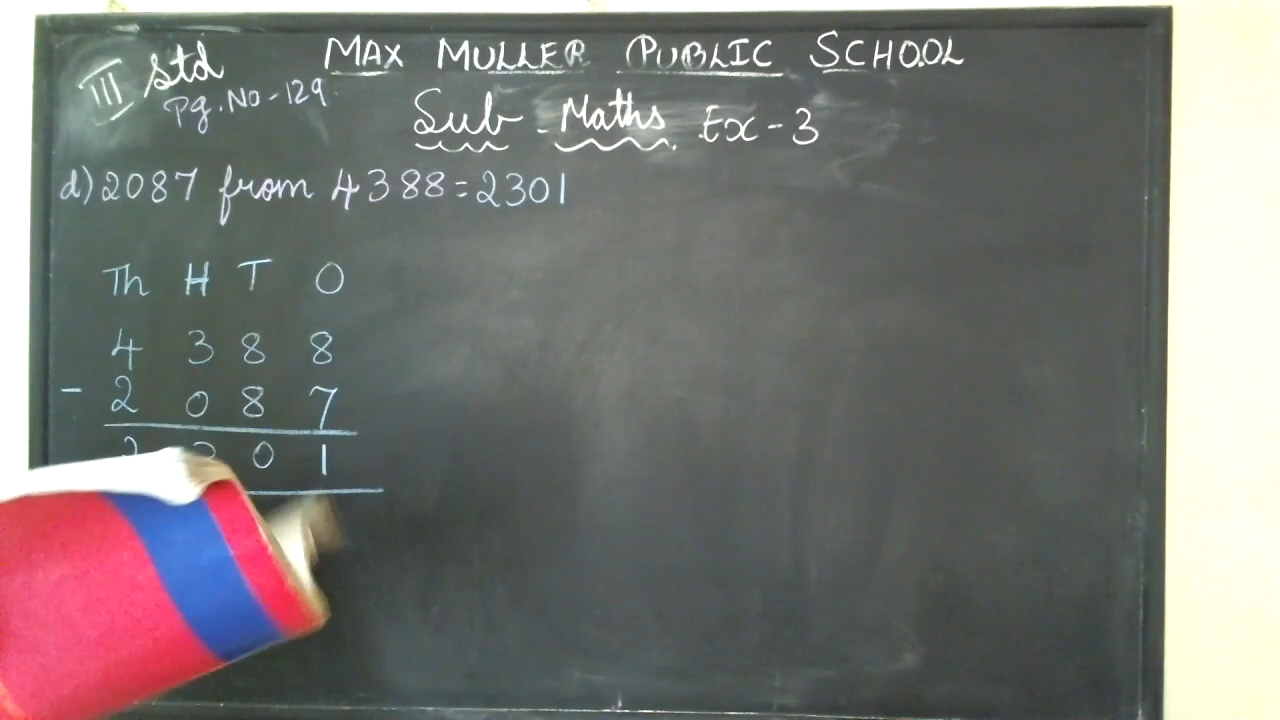 III Std
MAX MULLER PUBLIC SCHOOL
Pg. No - 129.
Sub - Maths. Ex - 3
d) 2087 from 4388 = 2301
Th H T O
4 3 8 8
- 2 0 8 7
2 3 0 1